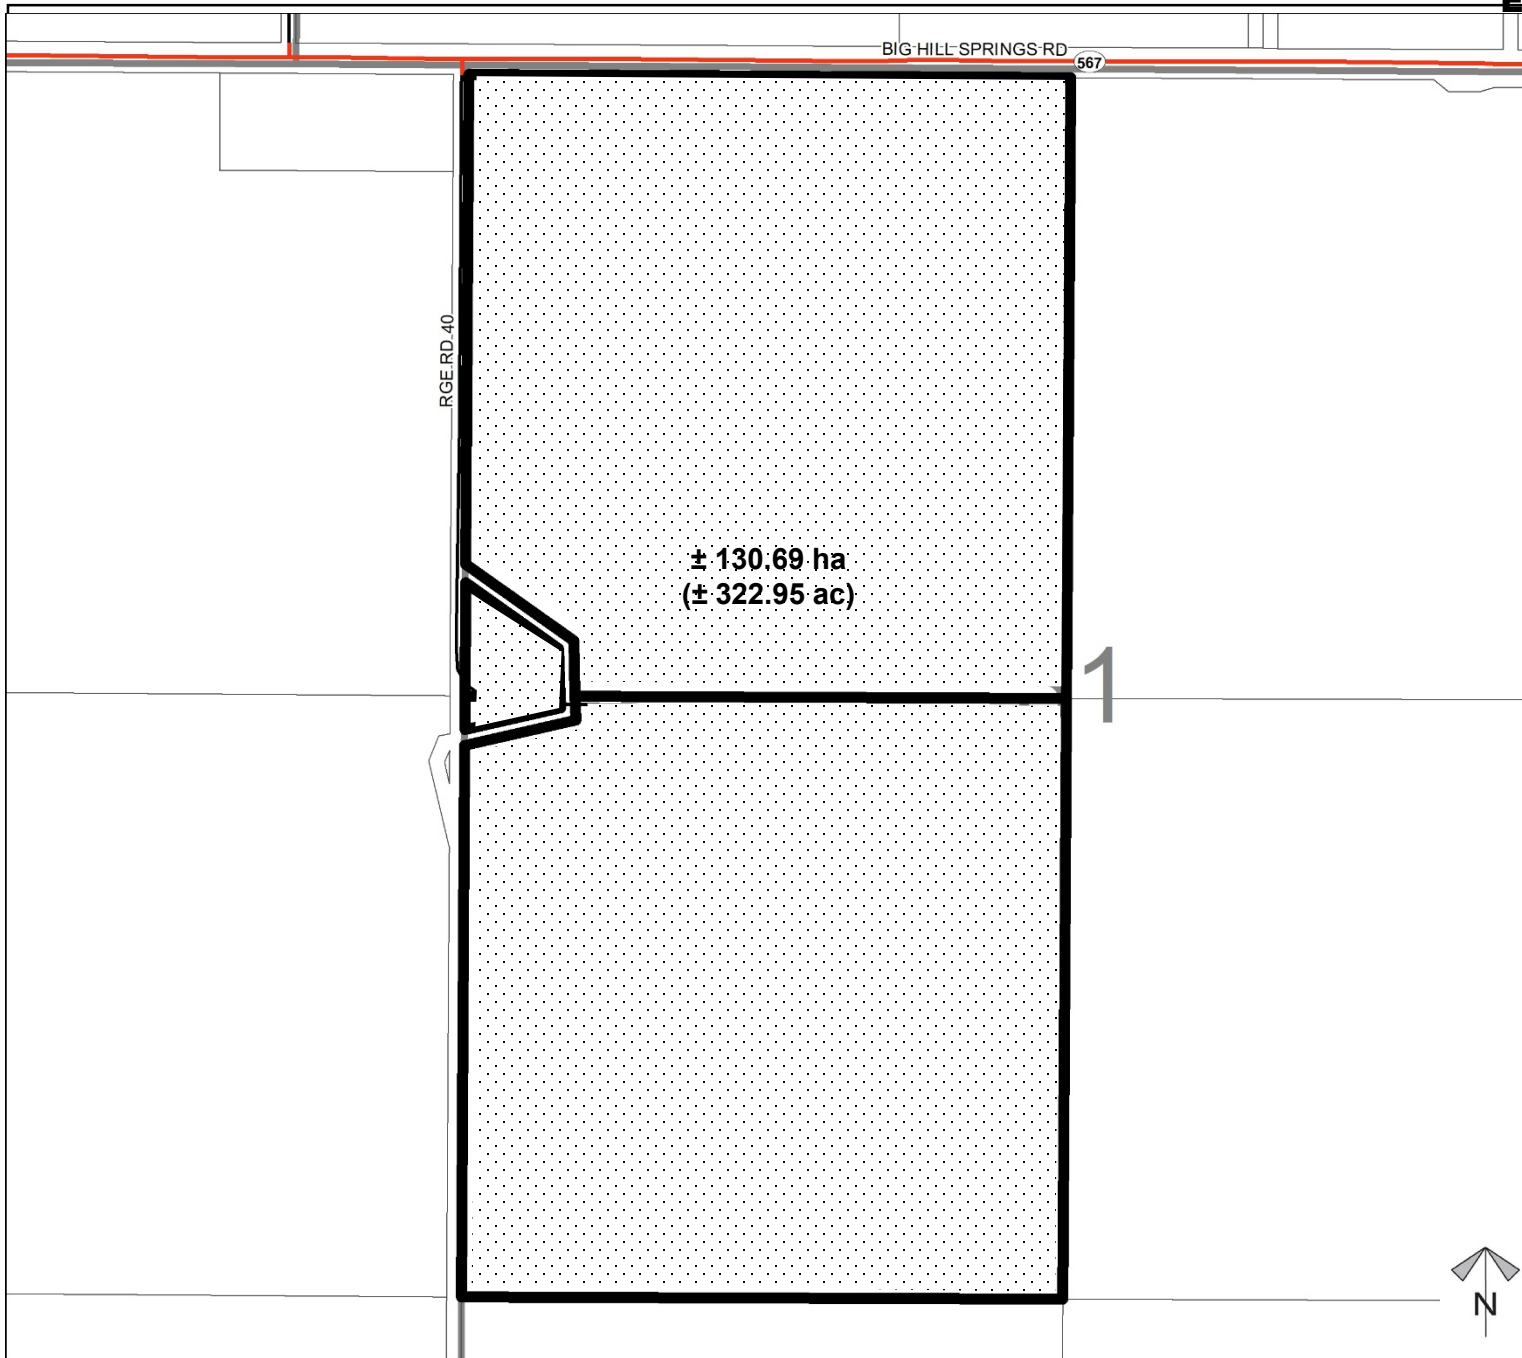 BIG HILL SPRINGS RD
567
RGE RD 40
± 130.69 ha
(± 322.95 ac)
1
N